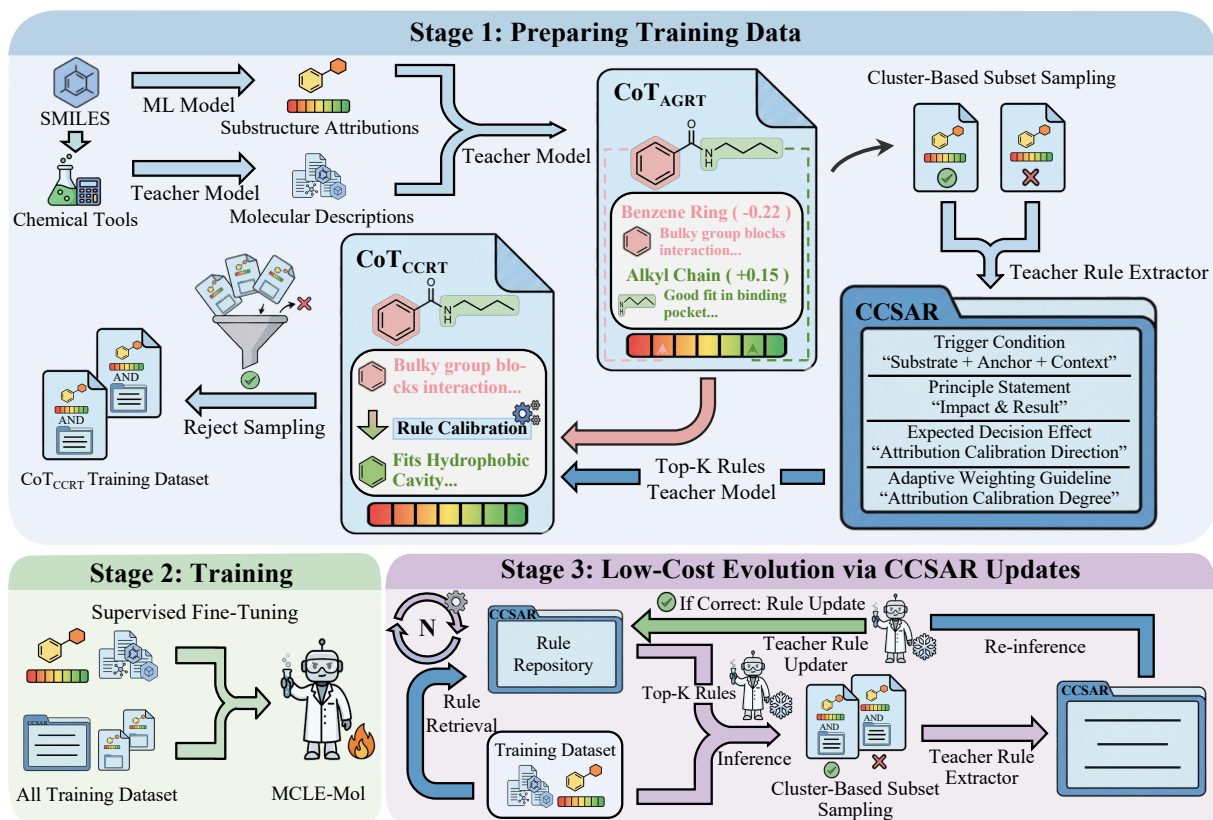 Stage 1: Preparing Training Data
SMILES
ML Model
Substructure Attributions
Chemical Tools
Teacher Model
Molecular Descriptions
Teacher Model
CoT_AGRT
O
N
H
Benzene Ring ( -0.22 )
Bulky group blocks
interaction...
Alkyl Chain ( +0.15 )
Good fit in binding
pocket...
Cluster-Based Subset Sampling
Teacher Rule Extractor
CCSAR
Trigger Condition
“Substrate + Anchor + Context”
Principle Statement
“Impact & Result”
Expected Decision Effect
“Attribution Calibration Direction”
Adaptive Weighting Guideline
“Attribution Calibration Degree”
Top-K Rules
Teacher Model
CoT_CCRT
O
N
H
Bulky group blo-
cks interaction...
Rule Calibration
Fits Hydrophobic
Cavity...
Reject Sampling
AND
AND
CoT_CCRT Training Dataset
Stage 2: Training
Supervised Fine-Tuning
CCSAR
All Training Dataset
MCLE-Mol
Stage 3: Low-Cost Evolution via CCSAR Updates
N
CCSAR
Rule
Repository
If Correct: Rule Update
Teacher Rule
Updater
Re-inference
Rule
Retrieval
Top-K Rules
Training Dataset
Inference
AND
AND
Cluster-Based Subset
Sampling
Teacher Rule
Extractor
CCSAR